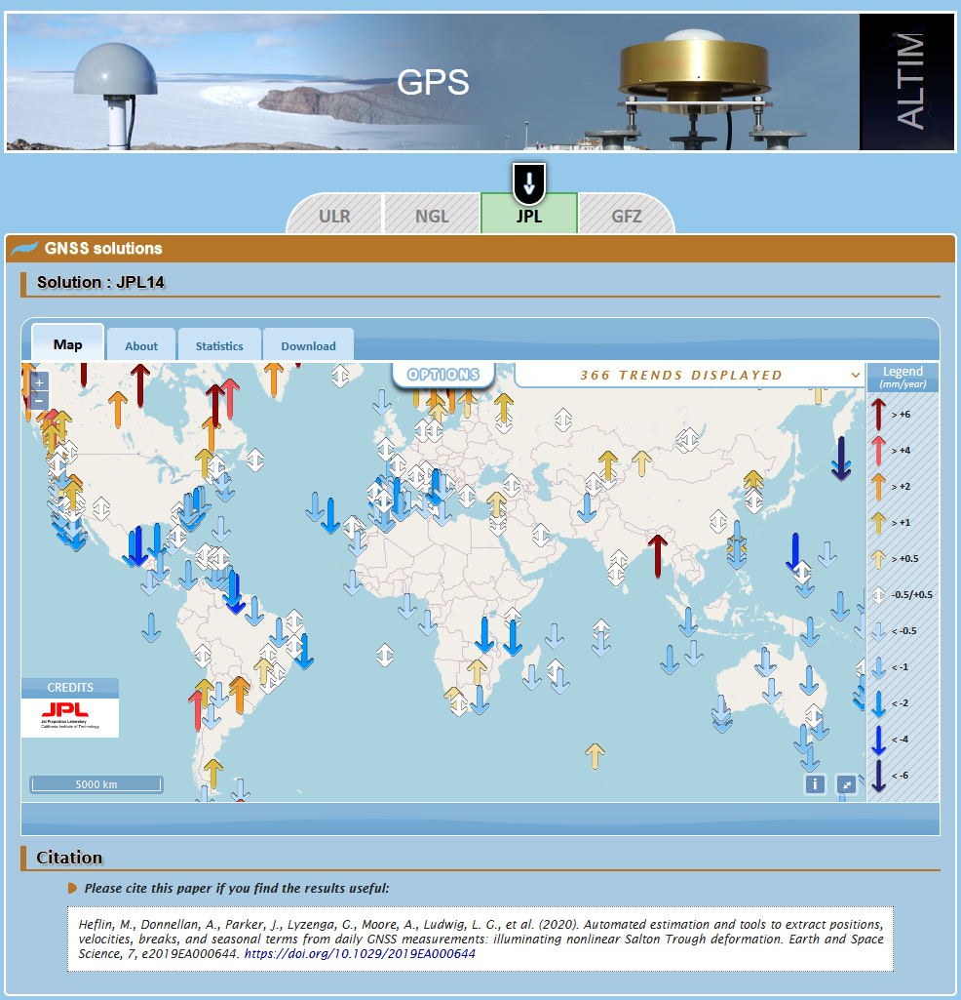 GPS
ALTIM
ULR
NGL
JPL
GFZ
GNSS solutions
Solution : JPL14
Map
About
Statistics
Download
+
−
OPTIONS
366 TRENDS DISPLAYED
Legend
(mm/year)
> +6
> +4
> +2
> +1
> +0.5
-0.5/+0.5
< -0.5
< -1
< -2
< -4
< -6
CREDITS
JPL
Jet Propulsion Laboratory
California Institute of Technology
5000 km
i
Citation
Please cite this paper if you find the results useful:
Heflin, M., Donnellan, A., Parker, J., Lyzenga, G., Moore, A., Ludwig, L. G., et al. (2020). Automated estimation and tools to extract positions,
velocities, breaks, and seasonal terms from daily GNSS measurements: illuminating nonlinear Salton Trough deformation. Earth and Space
Science, 7, e2019EA000644. https://doi.org/10.1029/2019EA000644